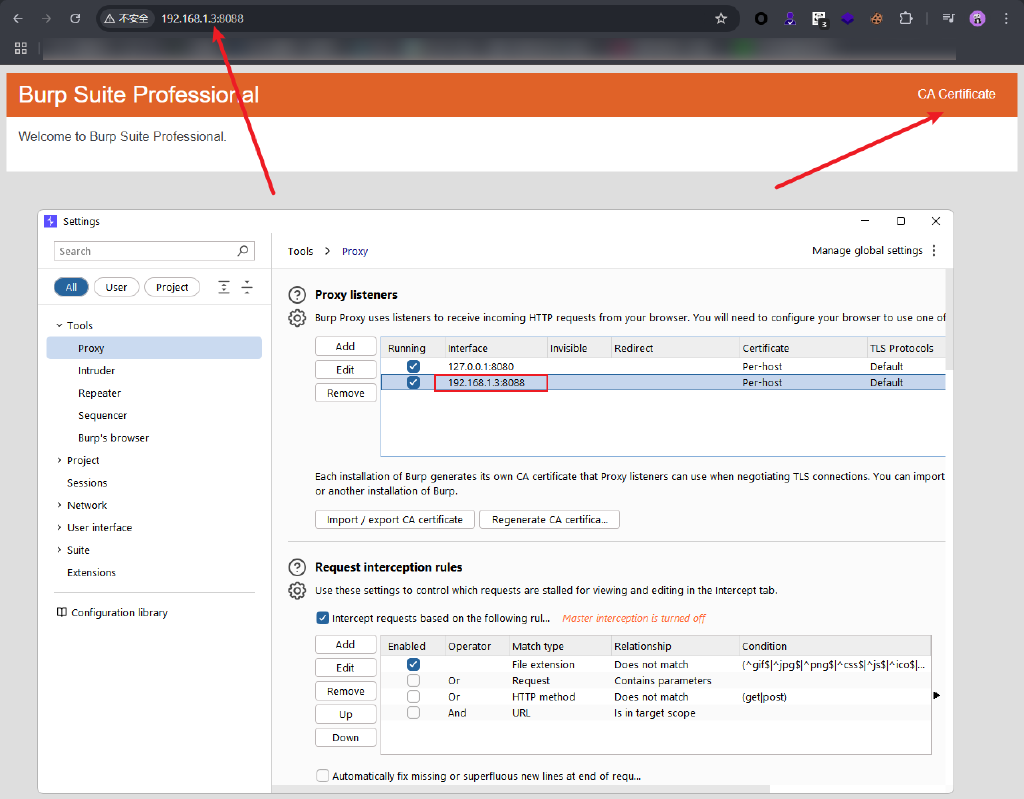 不安全 192.168.1.3:8088
3
Burp Suite Professional
CA Certificate
Welcome to Burp Suite Professional.
Settings
Search
Tools > Proxy
Manage global settings
All User Project
Tools
Proxy
Intruder
Repeater
Sequencer
Burp's browser
Project
Sessions
Network
User interface
Suite
Extensions
Configuration library
Proxy listeners
Burp Proxy uses listeners to receive incoming HTTP requests from your browser. You will need to configure your browser to use one of
Add
Edit
Remove
Running Interface Invisible Redirect Certificate TLS Protocols
127.0.0.1:8080 Per-host Default
192.168.1.3:8088 Per-host Default
Each installation of Burp generates its own CA certificate that Proxy listeners can use when negotiating TLS connections. You can import
or another installation of Burp.
Import / export CA certificate Regenerate CA certifica...
Request interception rules
Use these settings to control which requests are stalled for viewing and editing in the Intercept tab.
Intercept requests based on the following rul... Master interception is turned off
Add
Edit
Remove
Up
Down
Enabled Operator Match type Relationship Condition
File extension Does not match (^gif$|^jpg$|^png$|^css$|^js$|^ico$|...
Or Request Contains parameters
Or HTTP method Does not match (get|post)
And URL Is in target scope
Automatically fix missing or superfluous new lines at end of requ...